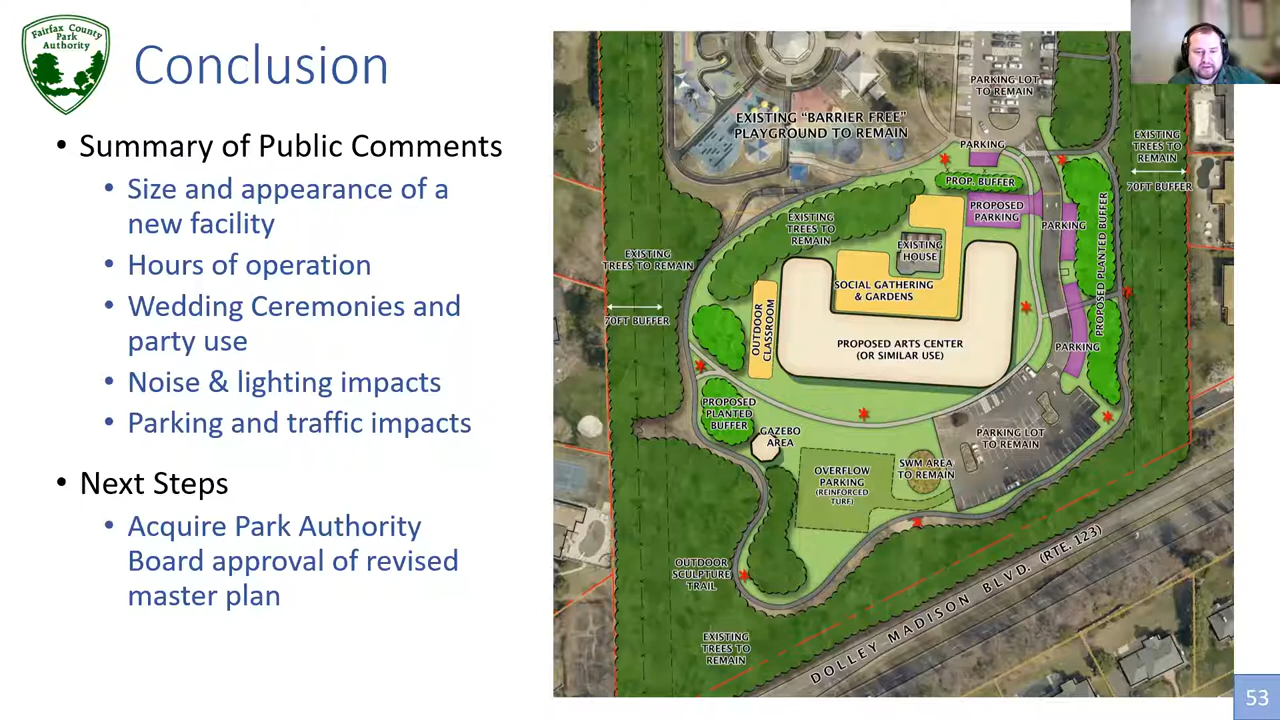 Fairfax County
Park
Authority
Conclusion
• Summary of Public Comments
• Size and appearance of a
new facility
• Hours of operation
• Wedding Ceremonies and
party use
• Noise & lighting impacts
• Parking and traffic impacts
• Next Steps
• Acquire Park Authority
Board approval of revised
master plan
PARKING LOT
TO REMAIN
EXISTING "BARRIER FREE"
PLAYGROUND TO REMAIN
PARKING
EXISTING
TREES TO
REMAIN
70FT BUFFER
PROP. BUFFER
PROPOSED
PARKING
PARKING
PROPOSED PLANTED BUFFER
EXISTING
TREES TO
REMAIN
EXISTING
HOUSE
EXISTING
TREES TO REMAIN
70FT BUFFER
SOCIAL GATHERING
& GARDENS
OUTDOOR
CLASSROOM
PROPOSED ARTS CENTER
(OR SIMILAR USE)
PARKING
PROPOSED
PLANTED
BUFFER
GAZEBO
AREA
PARKING LOT
TO REMAIN
OVERFLOW
PARKING
(REINFORCED
TURF)
SWM AREA
TO REMAIN
OUTDOOR
SCULPTURE
TRAIL
EXISTING
TREES TO
REMAIN
DOLLEY MADISON BLVD. (RTE. 123)
53